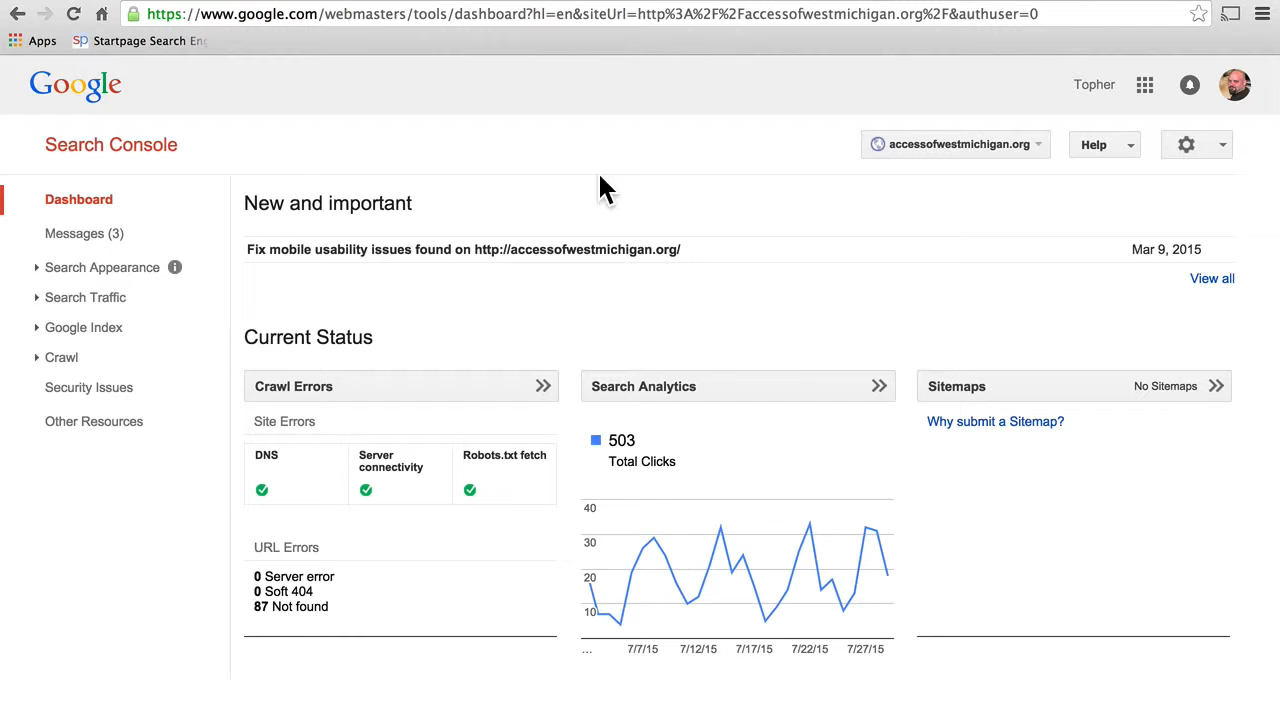 https://www.google.com/webmasters/tools/dashboard?hl=en&siteUrl=http%3A%2F%2Faccessofwestmichigan.org%2F&authuser=0
Apps
Startpage Search Eng
Google
Topher
Search Console
accessofwestmichigan.org
Help
Dashboard
Messages (3)
Search Appearance
Search Traffic
Google Index
Crawl
Security Issues
Other Resources
New and important
Fix mobile usability issues found on http://accessofwestmichigan.org/ Mar 9, 2015
View all
Current Status
Crawl Errors
Site Errors
DNS
Server
connectivity
Robots.txt fetch
URL Errors
0 Server error
0 Soft 404
87 Not found
Search Analytics
503
Total Clicks
40
30
20
10
... 7/7/15 7/12/15 7/17/15 7/22/15 7/27/15
Sitemaps No Sitemaps
Why submit a Sitemap?